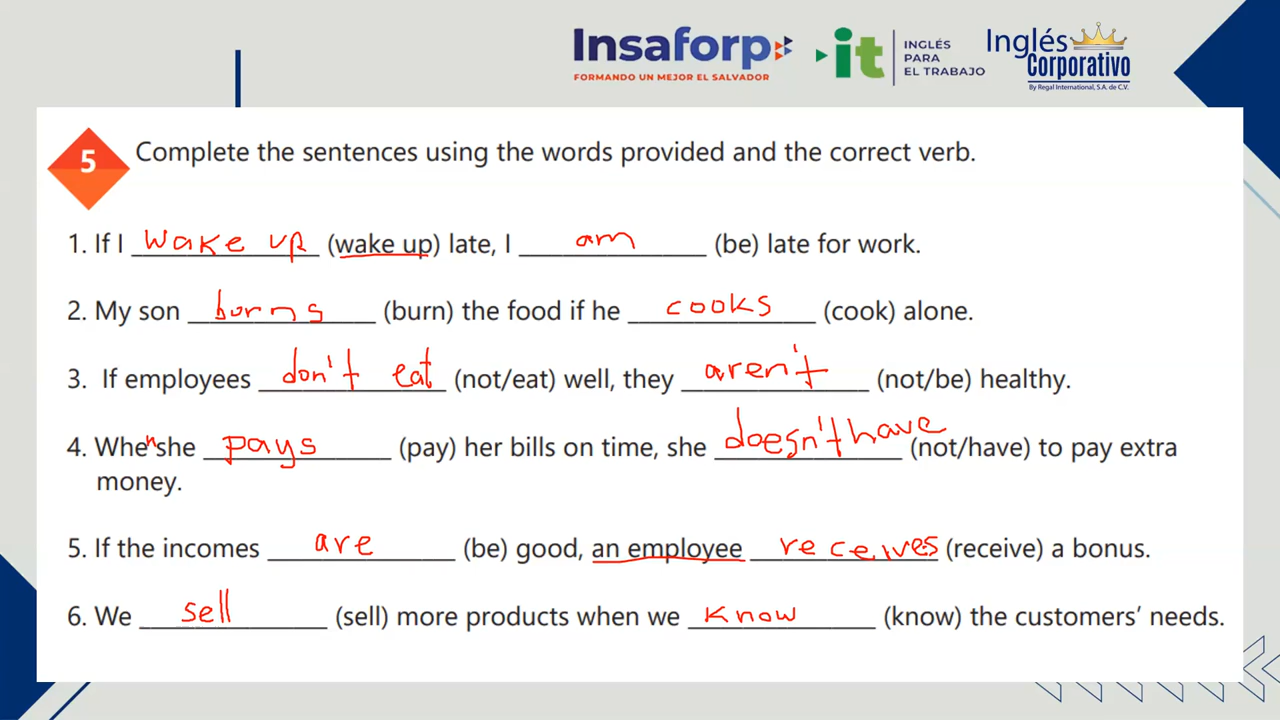 Insaforp
FORMANDO UN MEJOR EL SALVADOR
it
INGLÉS
PARA
EL TRABAJO
Inglés
Corporativo
By Regal International, S.A. de C.V.
5 Complete the sentences using the words provided and the correct verb.
1. If I wake up (wake up) late, I am (be) late for work.
2. My son burns (burn) the food if he cooks (cook) alone.
3. If employees don't eat (not/eat) well, they aren't (not/be) healthy.
4. When she pays (pay) her bills on time, she doesn't have (not/have) to pay extra
money.
5. If the incomes are (be) good, an employee receives (receive) a bonus.
6. We sell (sell) more products when we know (know) the customers' needs.